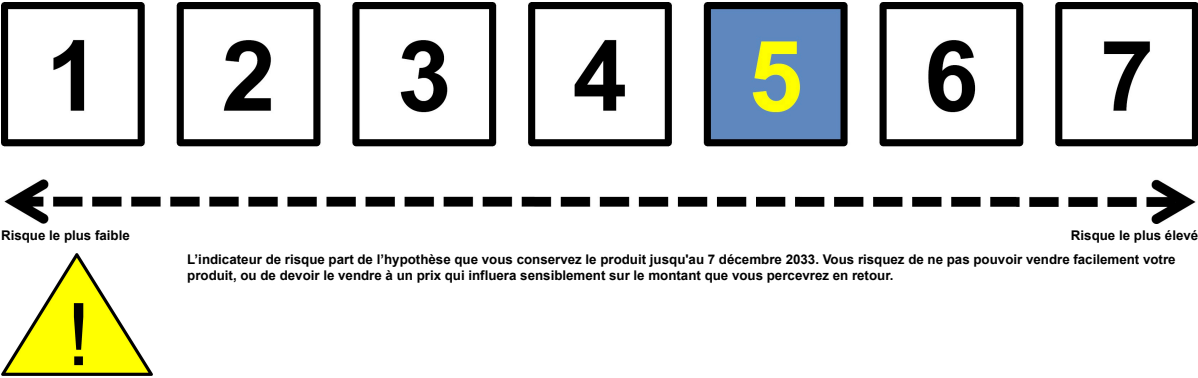 1 2 3 4 5 6 7
Risque le plus faible Risque le plus élevé
L'indicateur de risque part de l'hypothèse que vous conservez le produit jusqu'au 7 décembre 2033. Vous risquez de ne pas pouvoir vendre facilement votre
produit, ou de devoir le vendre à un prix qui influera sensiblement sur le montant que vous percevrez en retour.
!